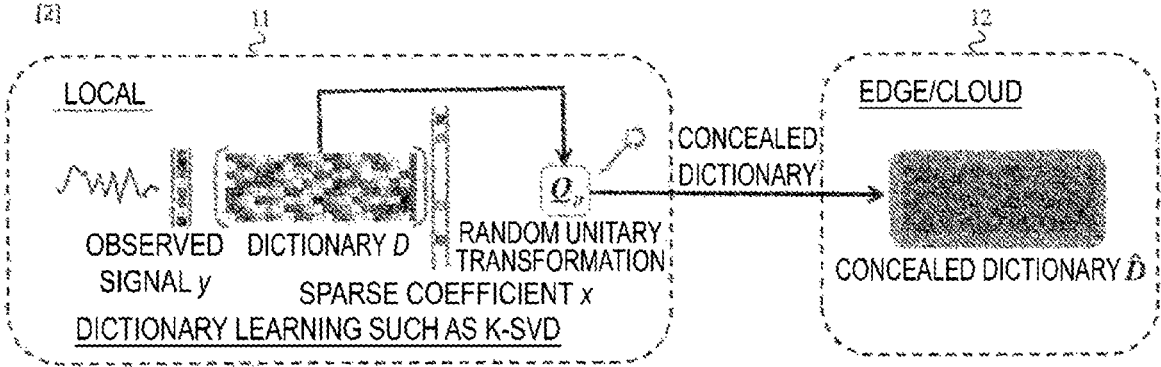 [2]
11
12
LOCAL
EDGE/CLOUD
CONCEALED
DICTIONARY
Qp
OBSERVED
SIGNAL y
DICTIONARY D
RANDOM UNITARY
TRANSFORMATION
SPARSE COEFFICIENT x
DICTIONARY LEARNING SUCH AS K-SVD
CONCEALED DICTIONARY D̂